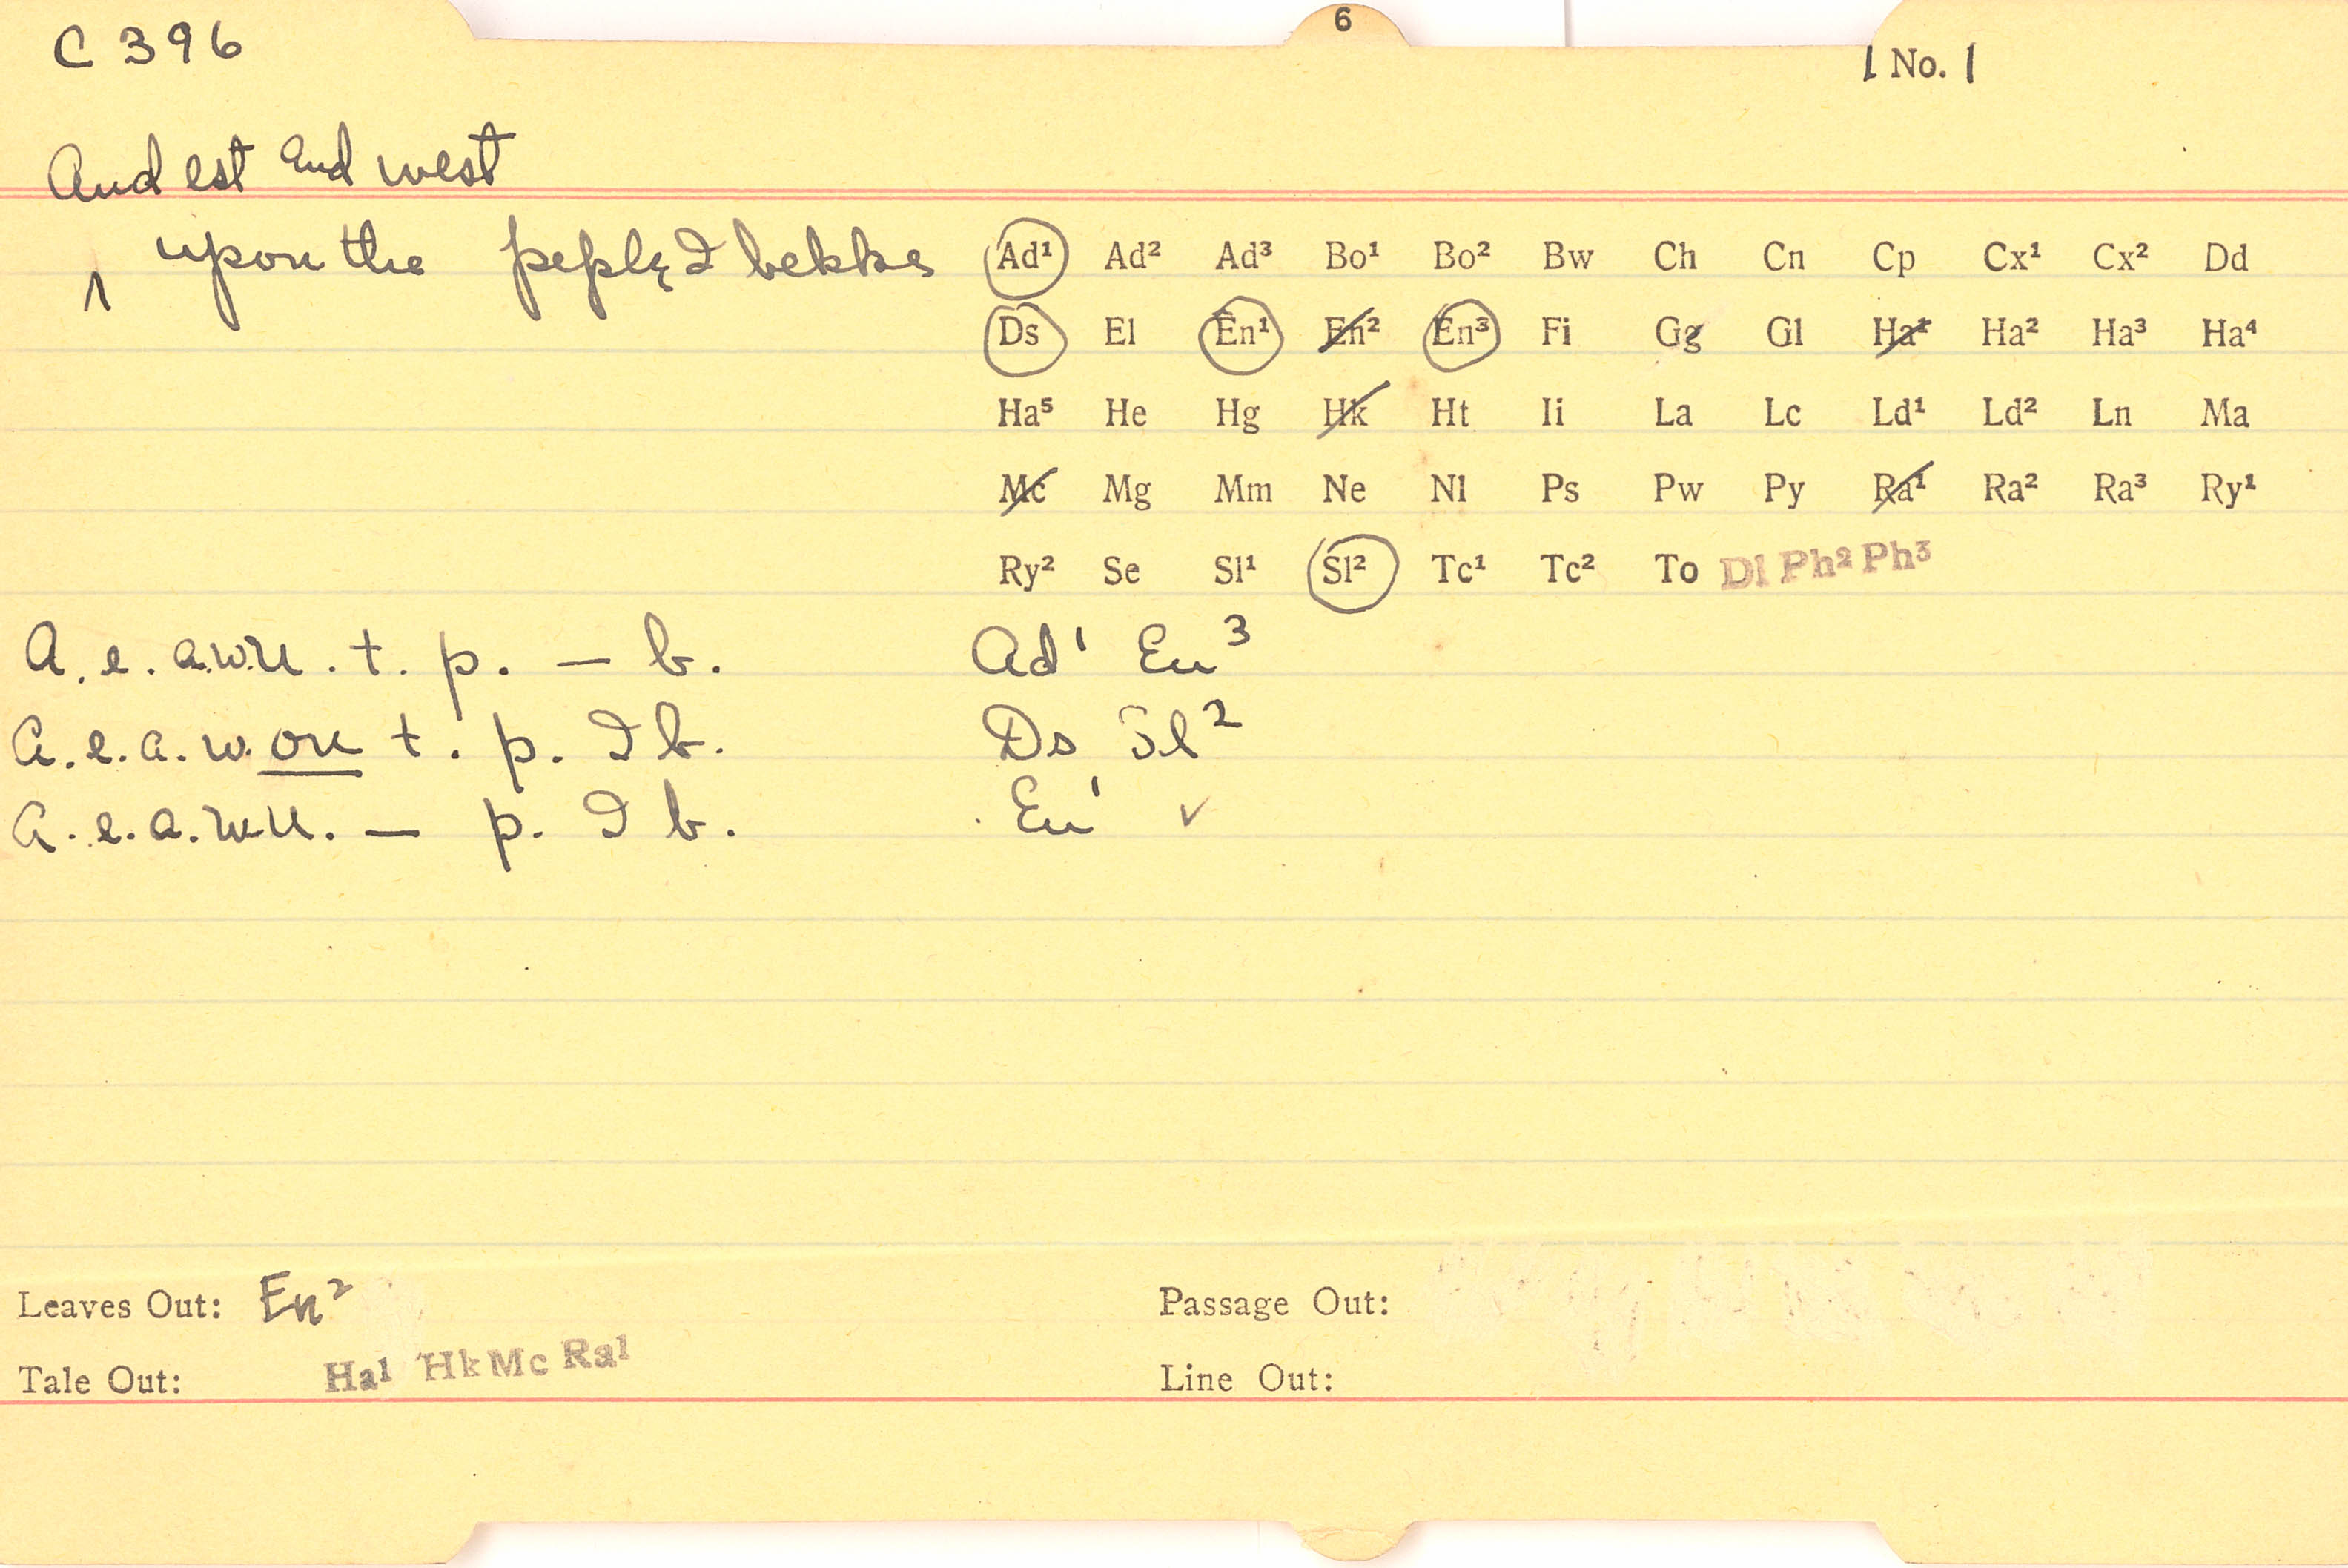 6
C 396
1 No. 1
And est and west
^ upon the peple I bekke
Ad¹ Ad² Ad³ Bo¹ Bo² Bw Ch Cn Cp Cx¹ Cx² Dd
Ds El En¹ En² En³ Fi Gg Gl Ha¹ Ha² Ha³ Ha⁴
Ha⁵ He Hg Hk Ht Ii La Lc Ld¹ Ld² Ln Ma
Mc Mg Mm Ne Nl Ps Pw Py Ra¹ Ra² Ra³ Ry¹
Ry² Se Sl¹ Sl² Tc¹ Tc² To Dl Ph² Ph³
A. e. a. w. u. t. p. — b. Ad¹ En³
A. e. a. w. on t. p. I b. Ds Sl²
A. e. a. w. u. — p. I b. En¹ ✓
Leaves Out: En² Passage Out:
Tale Out: Ha¹ Hk Mc Ra¹ Line Out: